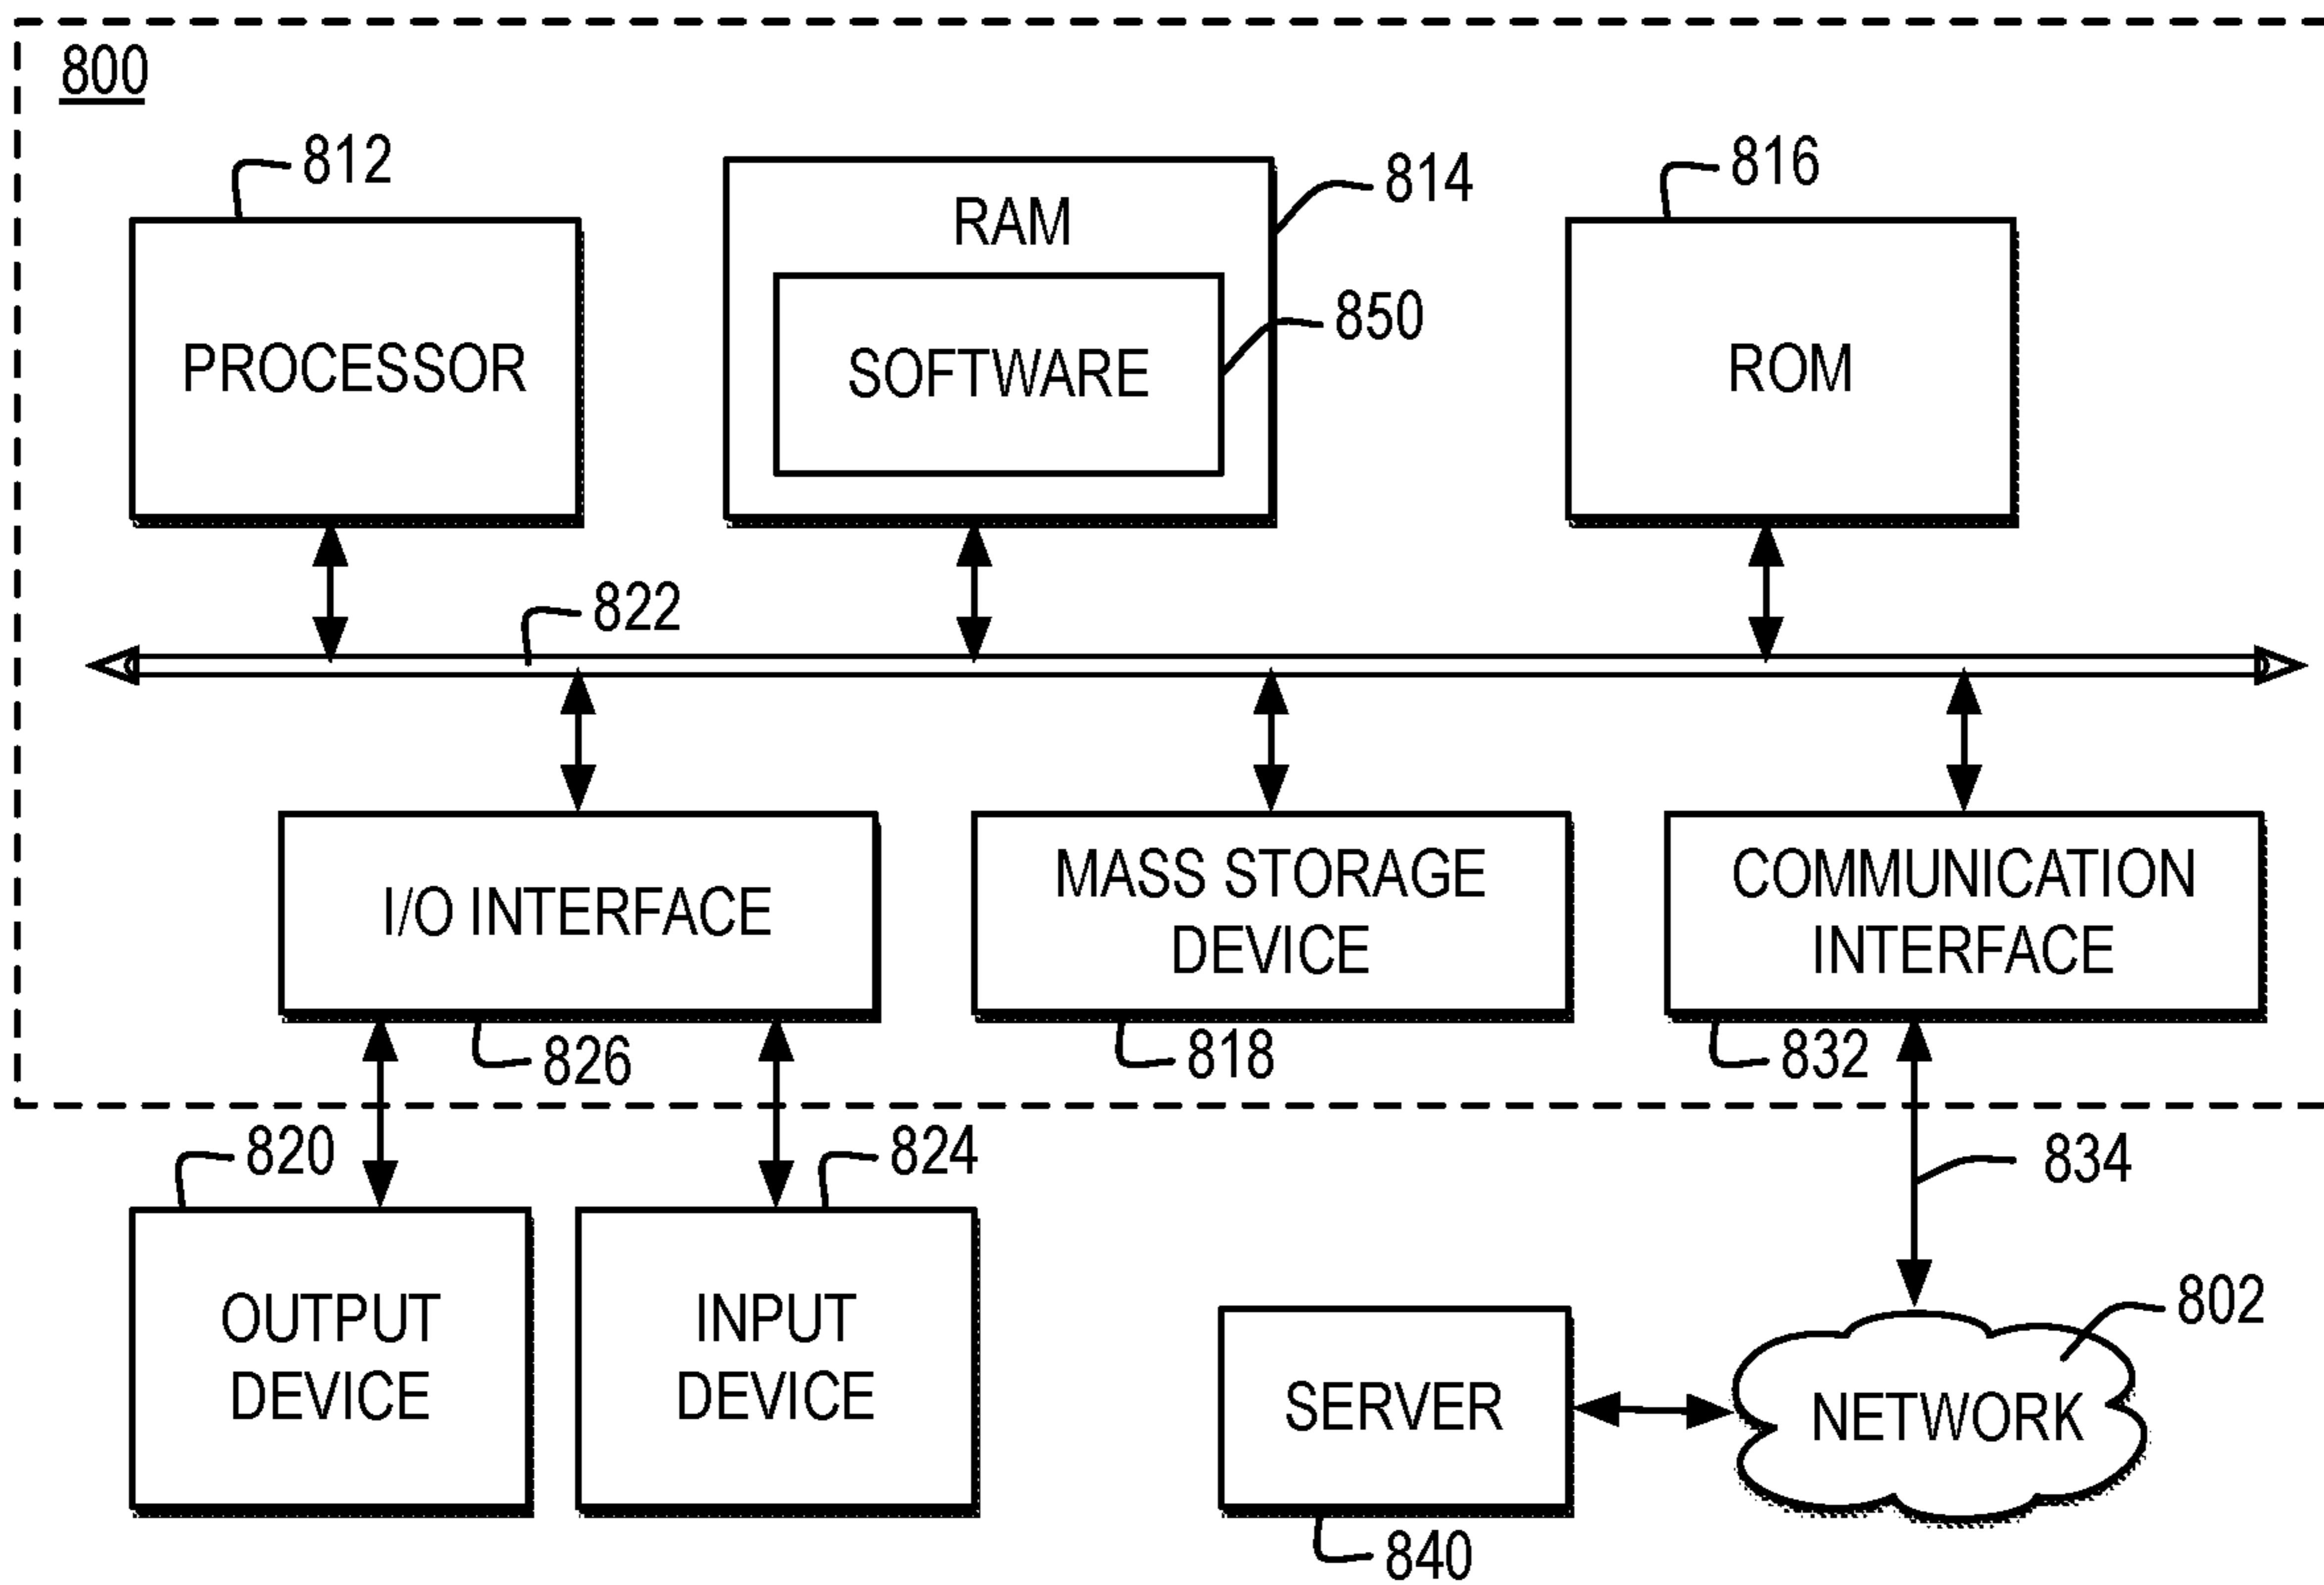 800
812
814
816
RAM
PROCESSOR
SOFTWARE
850
ROM
822
I/O INTERFACE
MASS STORAGE
DEVICE
COMMUNICATION
INTERFACE
826
818
832
820
824
834
OUTPUT
DEVICE
INPUT
DEVICE
SERVER
802
NETWORK
840